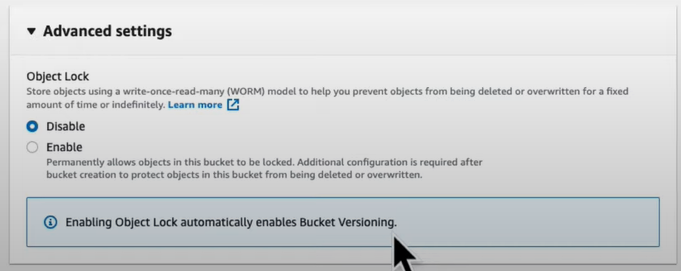 Advanced settings
Object Lock
Store objects using a write-once-read-many (WORM) model to help you prevent objects from being deleted or overwritten for a fixed
amount of time or indefinitely. Learn more
Disable
Enable
Permanently allows objects in this bucket to be locked. Additional configuration is required after
bucket creation to protect objects in this bucket from being deleted or overwritten.
Enabling Object Lock automatically enables Bucket Versioning.